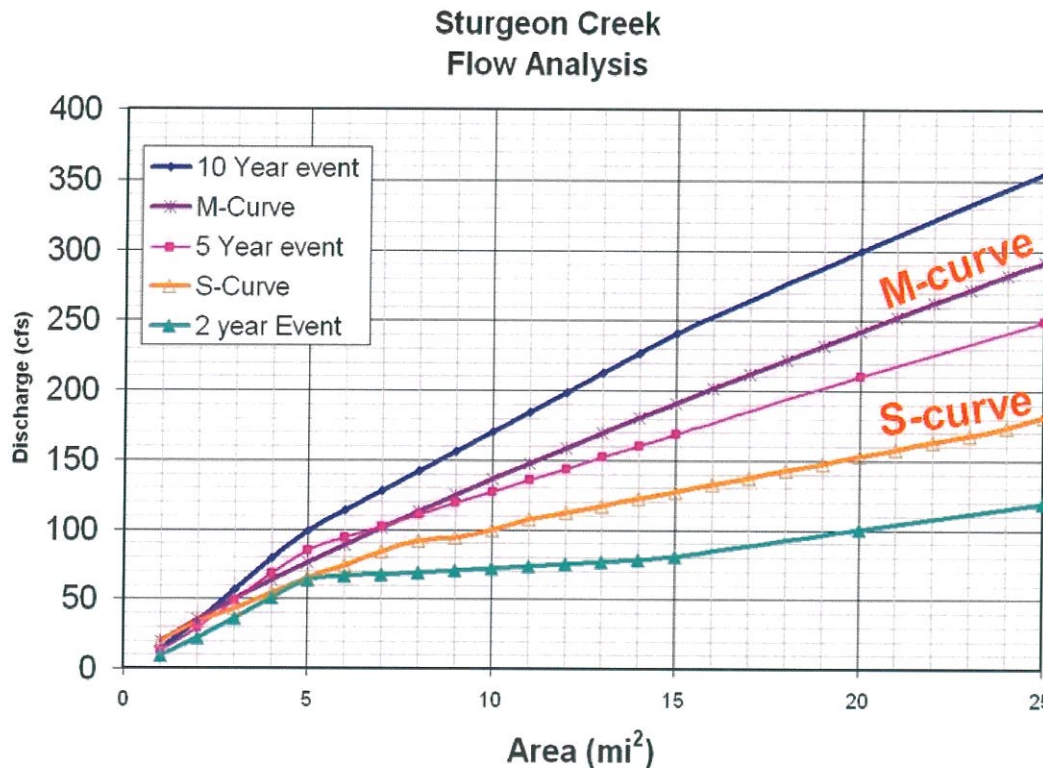 Sturgeon Creek
Flow Analysis
400
350
300
250
200
150
100
50
0
Discharge (cfs)
10 Year event
M-Curve
5 Year event
S-Curve
2 year Event
M-curve
S-curve
0 5 10 15 20 25
Area (mi²)